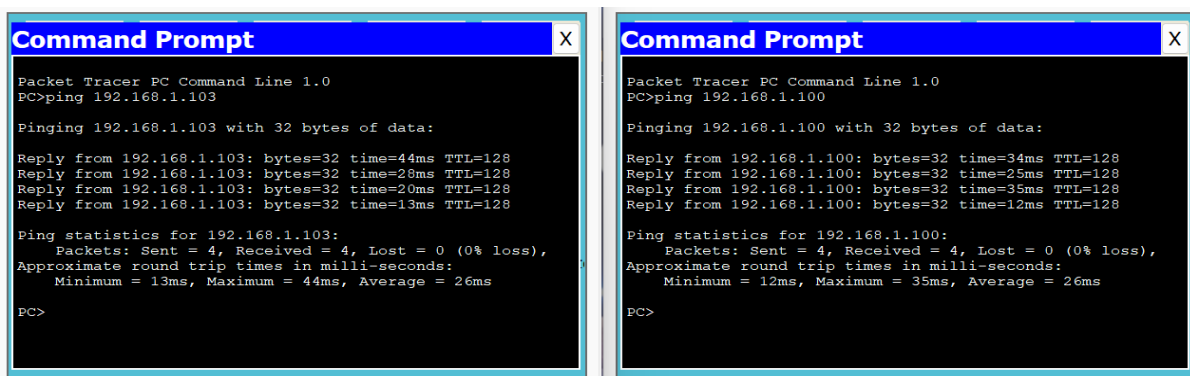 Command Prompt
X
Packet Tracer PC Command Line 1.0
PC>ping 192.168.1.103
Pinging 192.168.1.103 with 32 bytes of data:
Reply from 192.168.1.103: bytes=32 time=44ms TTL=128
Reply from 192.168.1.103: bytes=32 time=28ms TTL=128
Reply from 192.168.1.103: bytes=32 time=20ms TTL=128
Reply from 192.168.1.103: bytes=32 time=13ms TTL=128
Ping statistics for 192.168.1.103:
Packets: Sent = 4, Received = 4, Lost = 0 (0% loss),
Approximate round trip times in milli-seconds:
Minimum = 13ms, Maximum = 44ms, Average = 26ms
PC>
Command Prompt
X
Packet Tracer PC Command Line 1.0
PC>ping 192.168.1.100
Pinging 192.168.1.100 with 32 bytes of data:
Reply from 192.168.1.100: bytes=32 time=34ms TTL=128
Reply from 192.168.1.100: bytes=32 time=25ms TTL=128
Reply from 192.168.1.100: bytes=32 time=35ms TTL=128
Reply from 192.168.1.100: bytes=32 time=12ms TTL=128
Ping statistics for 192.168.1.100:
Packets: Sent = 4, Received = 4, Lost = 0 (0% loss),
Approximate round trip times in milli-seconds:
Minimum = 12ms, Maximum = 35ms, Average = 26ms
PC>